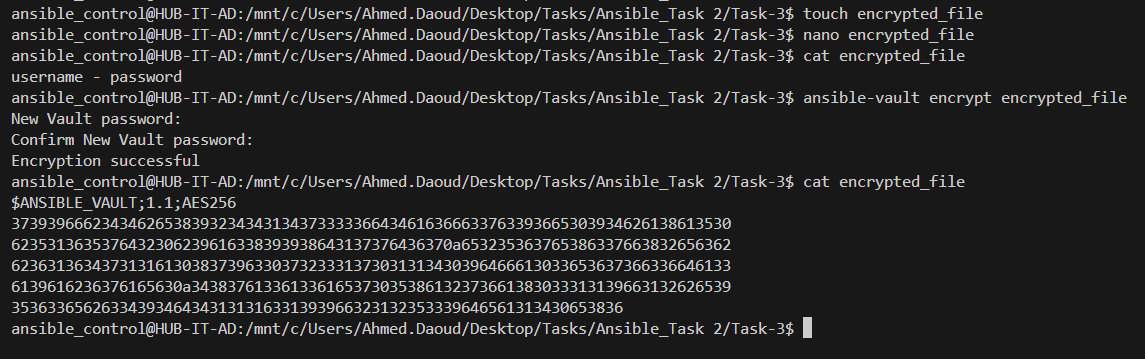 ansible_control@HUB-IT-AD:/mnt/c/Users/Ahmed.Daoud/Desktop/Tasks/Ansible_Task 2/Task-3$ touch encrypted_file
ansible_control@HUB-IT-AD:/mnt/c/Users/Ahmed.Daoud/Desktop/Tasks/Ansible_Task 2/Task-3$ nano encrypted_file
ansible_control@HUB-IT-AD:/mnt/c/Users/Ahmed.Daoud/Desktop/Tasks/Ansible_Task 2/Task-3$ cat encrypted_file
username - password
ansible_control@HUB-IT-AD:/mnt/c/Users/Ahmed.Daoud/Desktop/Tasks/Ansible_Task 2/Task-3$ ansible-vault encrypt encrypted_file
New Vault password:
Confirm New Vault password:
Encryption successful
ansible_control@HUB-IT-AD:/mnt/c/Users/Ahmed.Daoud/Desktop/Tasks/Ansible_Task 2/Task-3$ cat encrypted_file
$ANSIBLE_VAULT;1.1;AES256
37393966623434626538393234343134373333366434616366633763393665303934626138613530
6235313635376432306239616338393938643137376436370a653235363765386337663832656362
62363136343731316130383739633037323331373031313430396466613033653637366336646133
6139616236376165630a343837613361336165373035386132373661383033313139663132626539
35363365626334393464343131316331393966323132353339646561313430653836
ansible_control@HUB-IT-AD:/mnt/c/Users/Ahmed.Daoud/Desktop/Tasks/Ansible_Task 2/Task-3$